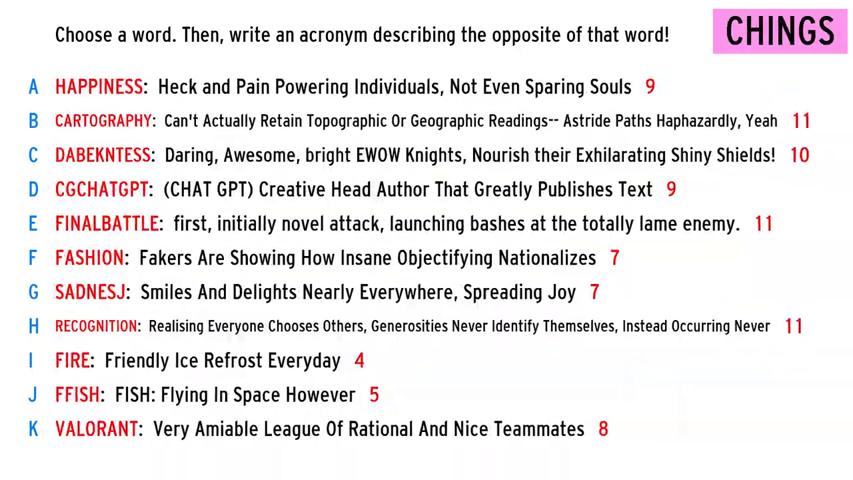 Choose a word. Then, write an acronym describing the opposite of that word!
CHINGS
A HAPPINESS: Heck and Pain Powering Individuals, Not Even Sparing Souls 9
B CARTOGRAPHY: Can't Actually Retain Topographic Or Geographic Readings-- Astride Paths Haphazardly, Yeah 11
C DABEKNTESS: Daring, Awesome, bright EWOW Knights, Nourish their Exhilarating Shiny Shields! 10
D CGCHATGPT: (CHAT GPT) Creative Head Author That Greatly Publishes Text 9
E FINALBATTLE: first, initially novel attack, launching bashes at the totally lame enemy. 11
F FASHION: Fakers Are Showing How Insane Objectifying Nationalizes 7
G SADNESJ: Smiles And Delights Nearly Everywhere, Spreading Joy 7
H RECOGNITION: Realising Everyone Chooses Others, Generosities Never Identify Themselves, Instead Occurring Never 11
I FIRE: Friendly Ice Refrost Everyday 4
J FFISH: FISH: Flying In Space However 5
K VALORANT: Very Amiable League Of Rational And Nice Teammates 8